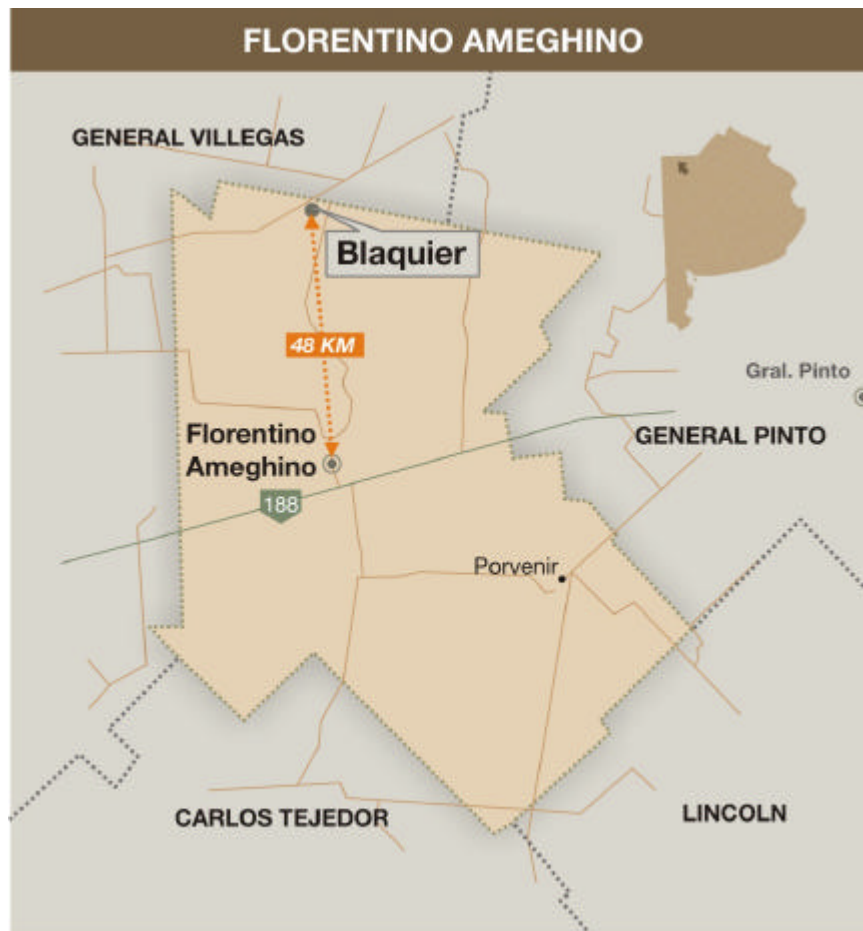 FLORENTINO AMEGHINO
GENERAL VILLEGAS
Blaquier
48 KM
Gral. Pinto
Florentino
Ameghino
GENERAL PINTO
188
Porvenir
CARLOS TEJEDOR
LINCOLN